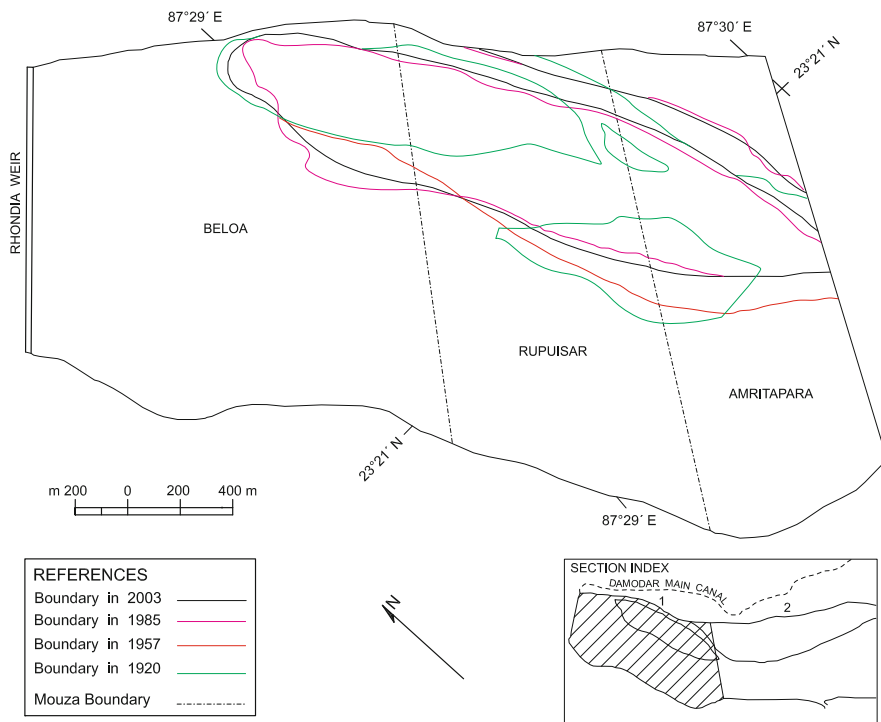 87°29´ E
87°30´ E
23°21´ N
RHONDIA WEIR
BELOA
RUPUISAR
AMRITAPARA
23°21´ N
87°29´ E
m 200 0 200 400 m
N
REFERENCES
Boundary in 2003
Boundary in 1985
Boundary in 1957
Boundary in 1920
Mouza Boundary
SECTION INDEX
DAMODAR MAIN CANAL
1
2